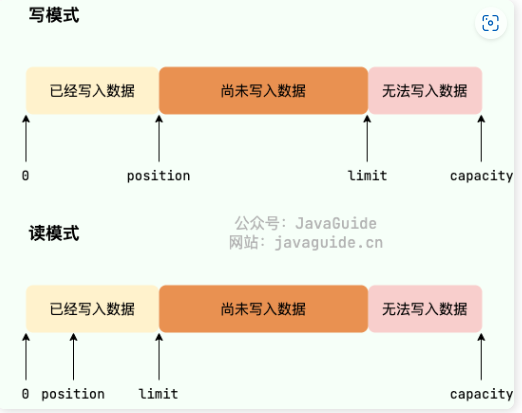 写模式
已经写入数据 尚未写入数据 无法写入数据
0 position limit capacity
公众号：JavaGuide
网站：javaguide.cn
读模式
已经写入数据 尚未写入数据 无法写入数据
0 position limit capacity